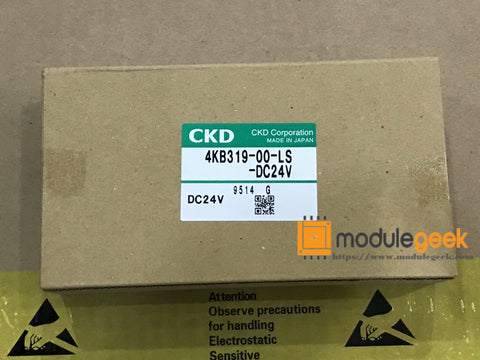 CKD
CKD Corporation
MADE IN JAPAN
4KB319-00-LS
-DC24V
9514 G
DC24V
modulegeek
https://www.modulegeek.com
Attention
Observe precautions
for handling
Electrostatic
Sensitive